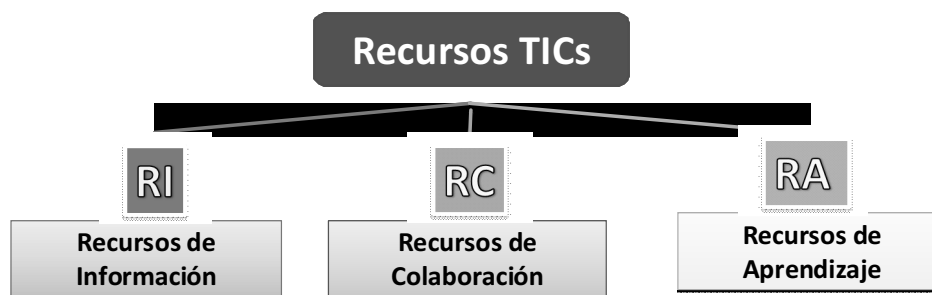 Recursos TICs
RI
RC
RA
Recursos de
Información
Recursos de
Colaboración
Recursos de
Aprendizaje